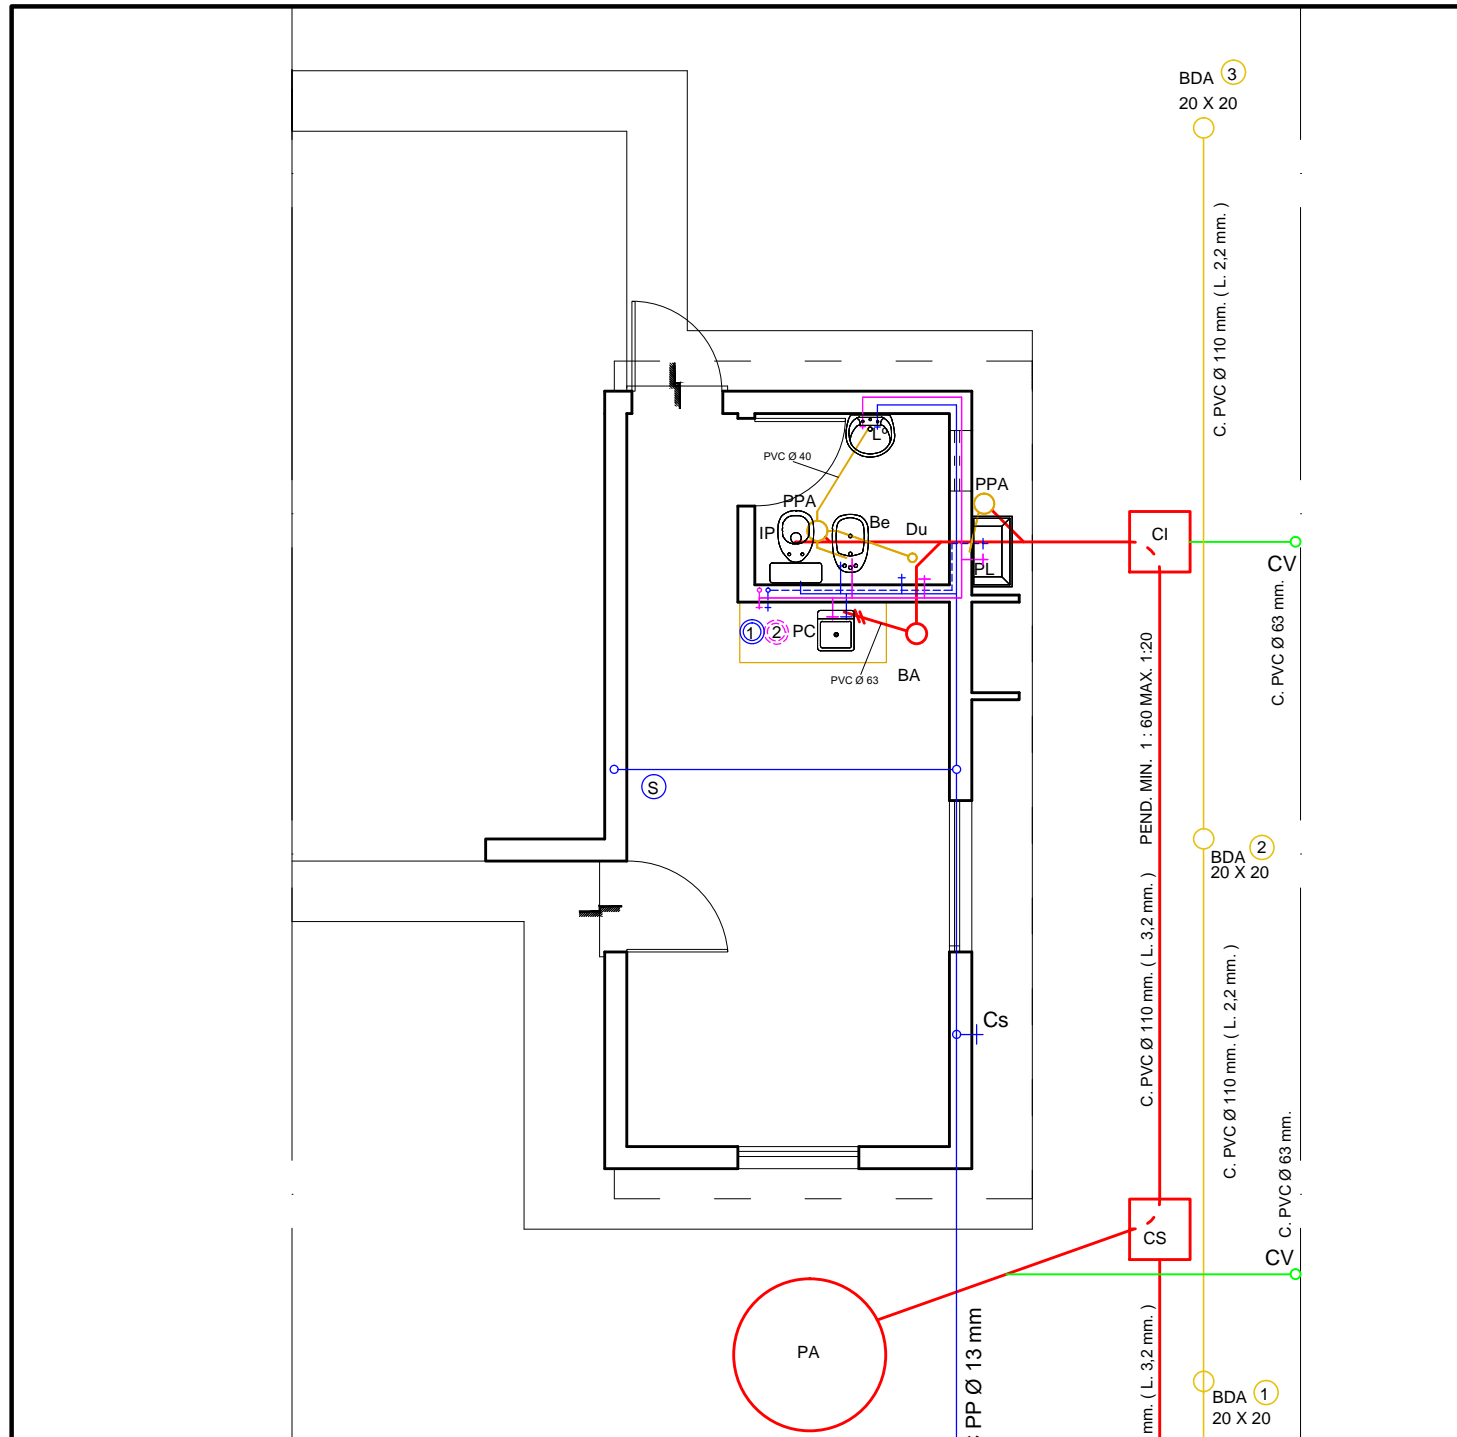 BDA 3
20 X 20
C. PVC Ø 110 mm. ( L. 2,2 mm. )
L
PVC Ø 40
PPA
PPA
IP
Be
Du
CI
CV
PL
C. PVC Ø 63 mm.
1 2 PC
BA
PVC Ø 63
PEND. MIN. 1 : 60 MAX. 1:20
S
BDA 2
20 X 20
C. PVC Ø 110 mm. ( L. 3,2 mm. )
C. PVC Ø 110 mm. ( L. 2,2 mm. )
Cs
C. PVC Ø 63 mm.
CS
CV
PA
PP Ø 13 mm
mm. ( L. 3,2 mm. )
BDA 1
20 X 20